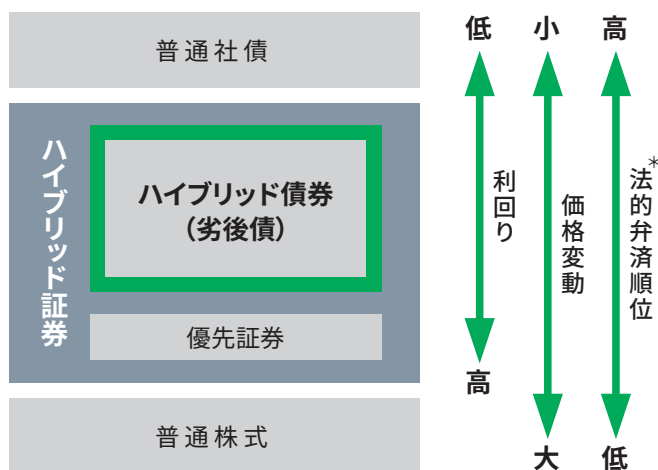 普通社債
ハイブリッド証券
ハイブリッド債券
（劣後債）
優先証券
普通株式
低
利回り
高
小
価格変動
大
高
法的弁済順位*
低